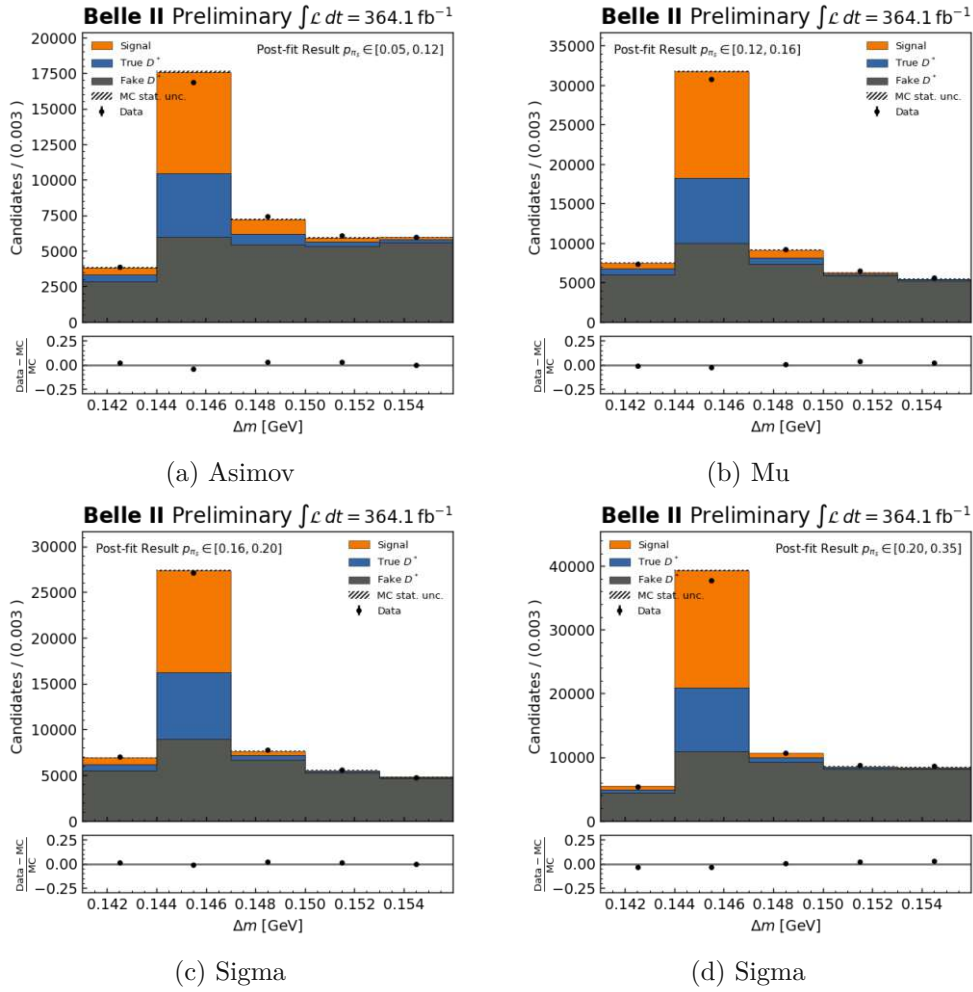 Belle II Preliminary ∫ℒ dt = 364.1 fb⁻¹
Post-fit Result p_πs ∈ [0.05, 0.12]
Signal
True D*
Fake D*
MC stat. unc.
Data
Candidates / (0.003 )
20000
17500
15000
12500
10000
7500
5000
2500
0
Data − MC
MC
0.25
0.00
−0.25
0.142 0.144 0.146 0.148 0.150 0.152 0.154
Δm [GeV]
(a) Asimov
Belle II Preliminary ∫ℒ dt = 364.1 fb⁻¹
Post-fit Result p_πs ∈ [0.12, 0.16]
Signal
True D*
Fake D*
MC stat. unc.
Data
Candidates / (0.003 )
35000
30000
25000
20000
15000
10000
5000
0
Data − MC
MC
0.25
0.00
−0.25
0.142 0.144 0.146 0.148 0.150 0.152 0.154
Δm [GeV]
(b) Mu
Belle II Preliminary ∫ℒ dt = 364.1 fb⁻¹
Post-fit Result p_πs ∈ [0.16, 0.20]
Signal
True D*
Fake D*
MC stat. unc.
Data
Candidates / (0.003 )
30000
25000
20000
15000
10000
5000
0
Data − MC
MC
0.25
0.00
−0.25
0.142 0.144 0.146 0.148 0.150 0.152 0.154
Δm [GeV]
(c) Sigma
Belle II Preliminary ∫ℒ dt = 364.1 fb⁻¹
Post-fit Result p_πs ∈ [0.20, 0.35]
Signal
True D*
Fake D*
MC stat. unc.
Data
Candidates / (0.003 )
40000
30000
20000
10000
0
Data − MC
MC
0.25
0.00
−0.25
0.142 0.144 0.146 0.148 0.150 0.152 0.154
Δm [GeV]
(d) Sigma